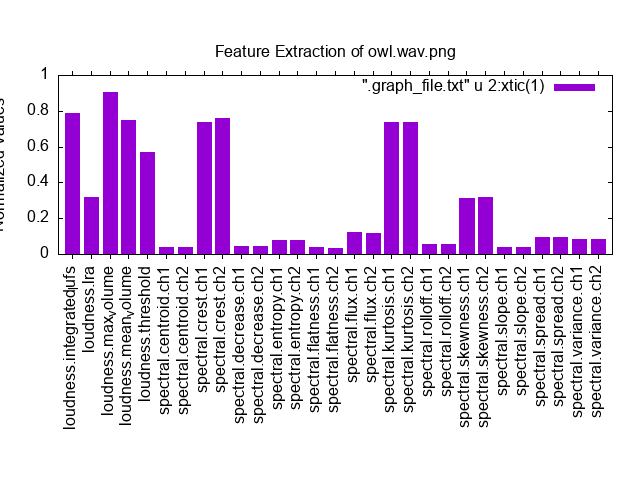 Feature Extraction of owl.wav.png
".graph_file.txt" u 2:xtic(1)
Normalized Values
1
0.8
0.6
0.4
0.2
0
loudness.integratedlufs
loudness.lra
loudness.maxvolume
loudness.meanvolume
loudness.threshold
spectral.centroid.ch1
spectral.centroid.ch2
spectral.crest.ch1
spectral.crest.ch2
spectral.decrease.ch1
spectral.decrease.ch2
spectral.entropy.ch1
spectral.entropy.ch2
spectral.flatness.ch1
spectral.flatness.ch2
spectral.flux.ch1
spectral.flux.ch2
spectral.kurtosis.ch1
spectral.kurtosis.ch2
spectral.rolloff.ch1
spectral.rolloff.ch2
spectral.skewness.ch1
spectral.skewness.ch2
spectral.slope.ch1
spectral.slope.ch2
spectral.spread.ch1
spectral.spread.ch2
spectral.variance.ch1
spectral.variance.ch2